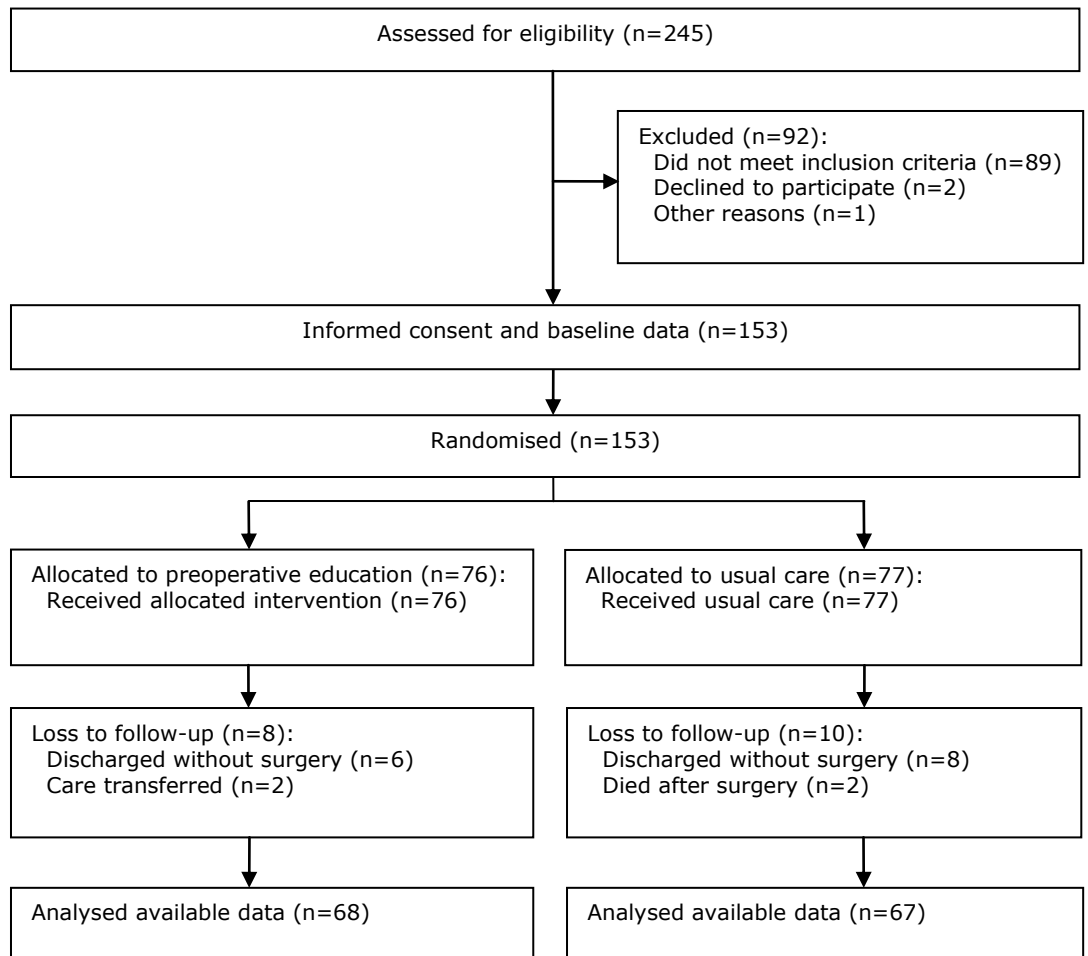 Assessed for eligibility (n=245)
Excluded (n=92):
Did not meet inclusion criteria (n=89)
Declined to participate (n=2)
Other reasons (n=1)
Informed consent and baseline data (n=153)
Randomised (n=153)
Allocated to preoperative education (n=76):
Received allocated intervention (n=76)
Allocated to usual care (n=77):
Received usual care (n=77)
Loss to follow-up (n=8):
Discharged without surgery (n=6)
Care transferred (n=2)
Loss to follow-up (n=10):
Discharged without surgery (n=8)
Died after surgery (n=2)
Analysed available data (n=68)
Analysed available data (n=67)